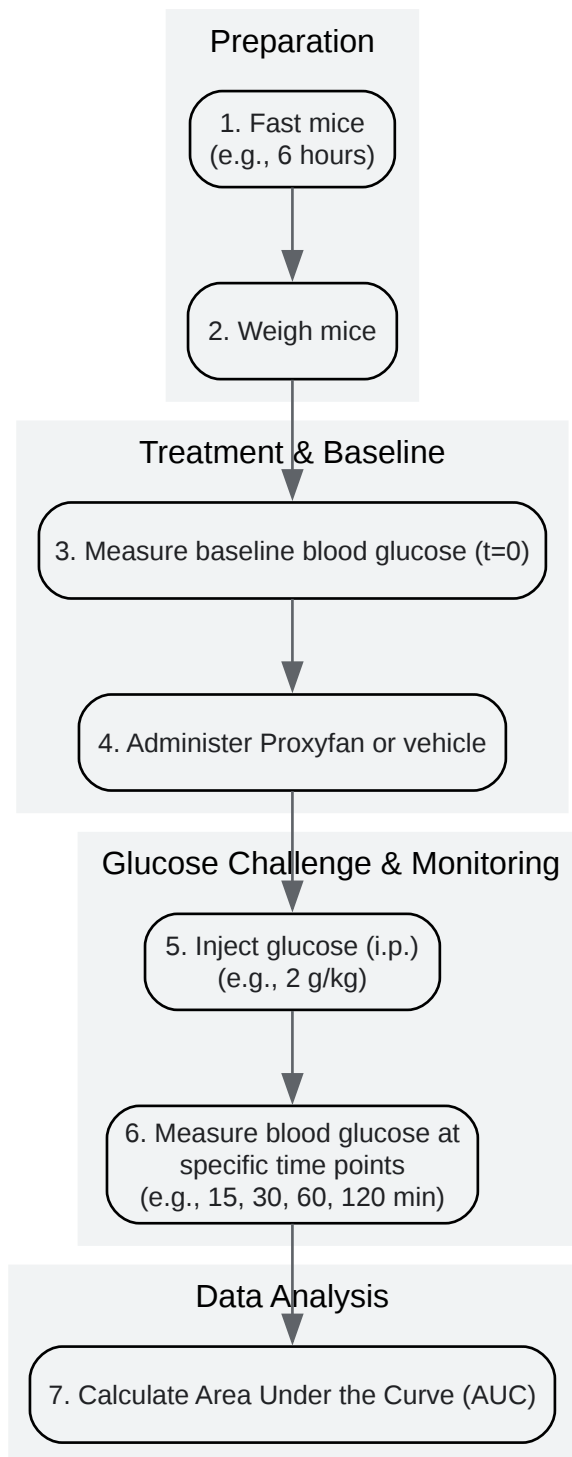 Preparation
1. Fast mice
(e.g., 6 hours)
2. Weigh mice
Treatment & Baseline
3. Measure baseline blood glucose (t=0)
4. Administer Proxyfan or vehicle
Glucose Challenge & Monitoring
5. Inject glucose (i.p.)
(e.g., 2 g/kg)
6. Measure blood glucose at
specific time points
(e.g., 15, 30, 60, 120 min)
Data Analysis
7. Calculate Area Under the Curve (AUC)